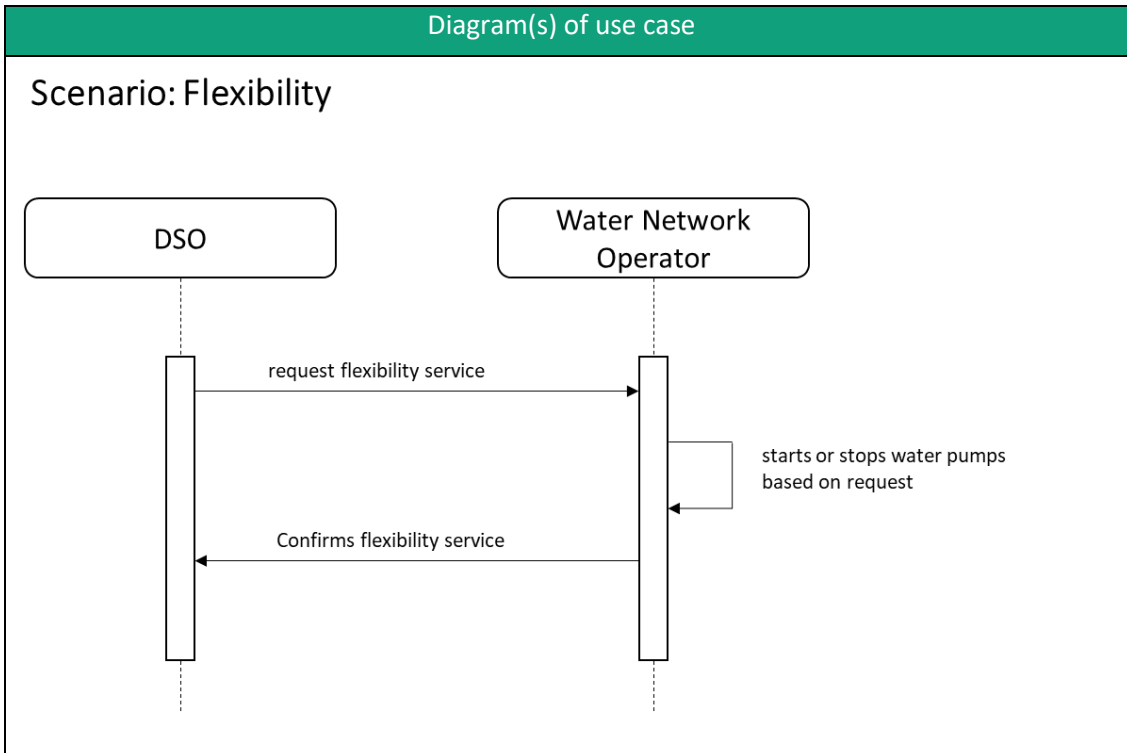 Diagram(s) of use case
Scenario: Flexibility
DSO
Water Network
Operator
request flexibility service
starts or stops water pumps
based on request
Confirms flexibility service